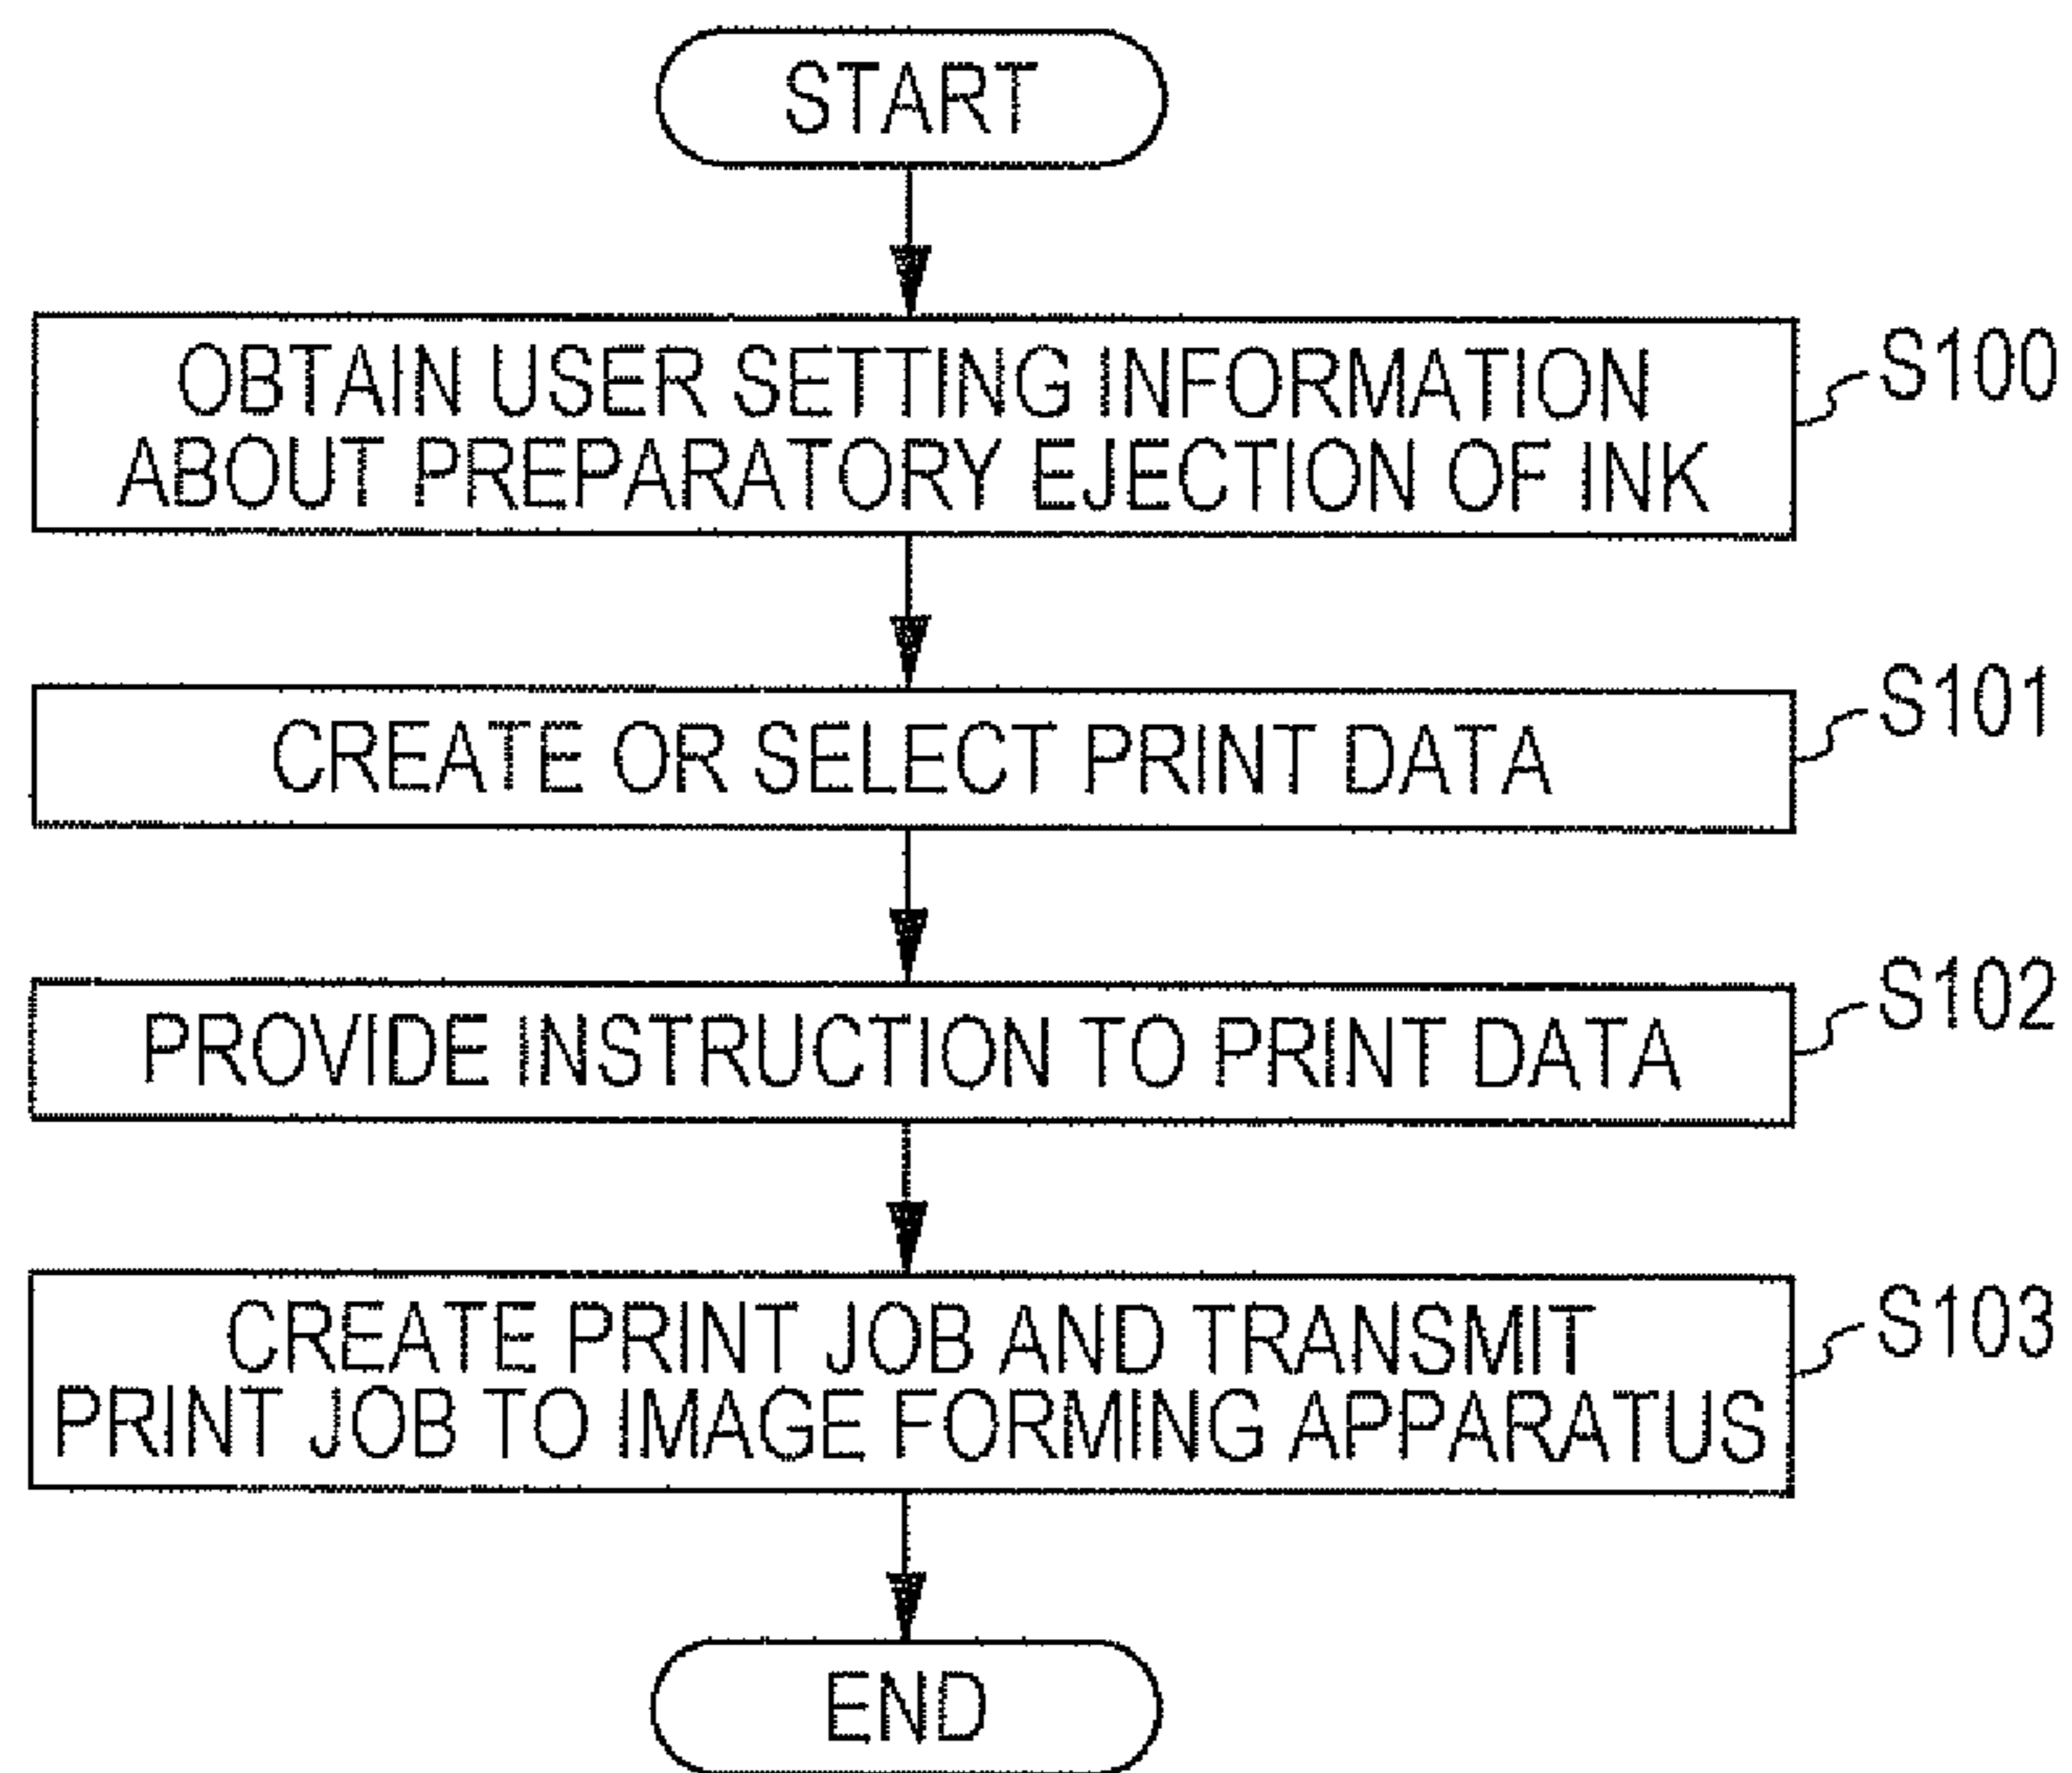 START
OBTAIN USER SETTING INFORMATION
ABOUT PREPARATORY EJECTION OF INK
S100
CREATE OR SELECT PRINT DATA
S101
PROVIDE INSTRUCTION TO PRINT DATA
S102
CREATE PRINT JOB AND TRANSMIT
PRINT JOB TO IMAGE FORMING APPARATUS
S103
END